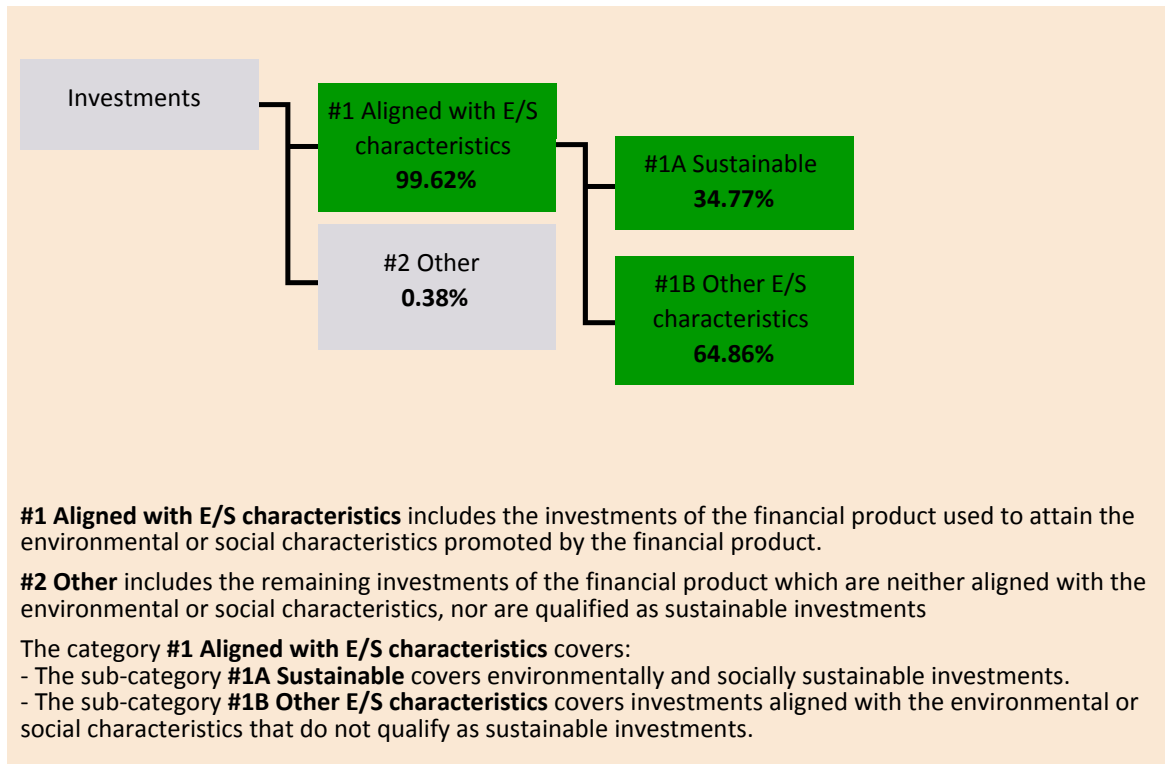 Investments
#1 Aligned with E/S
characteristics
99.62%
#2 Other
0.38%
#1A Sustainable
34.77%
#1B Other E/S
characteristics
64.86%
#1 Aligned with E/S characteristics includes the investments of the financial product used to attain the
environmental or social characteristics promoted by the financial product.
#2 Other includes the remaining investments of the financial product which are neither aligned with the
environmental or social characteristics, nor are qualified as sustainable investments
The category #1 Aligned with E/S characteristics covers:
- The sub-category #1A Sustainable covers environmentally and socially sustainable investments.
- The sub-category #1B Other E/S characteristics covers investments aligned with the environmental or
social characteristics that do not qualify as sustainable investments.